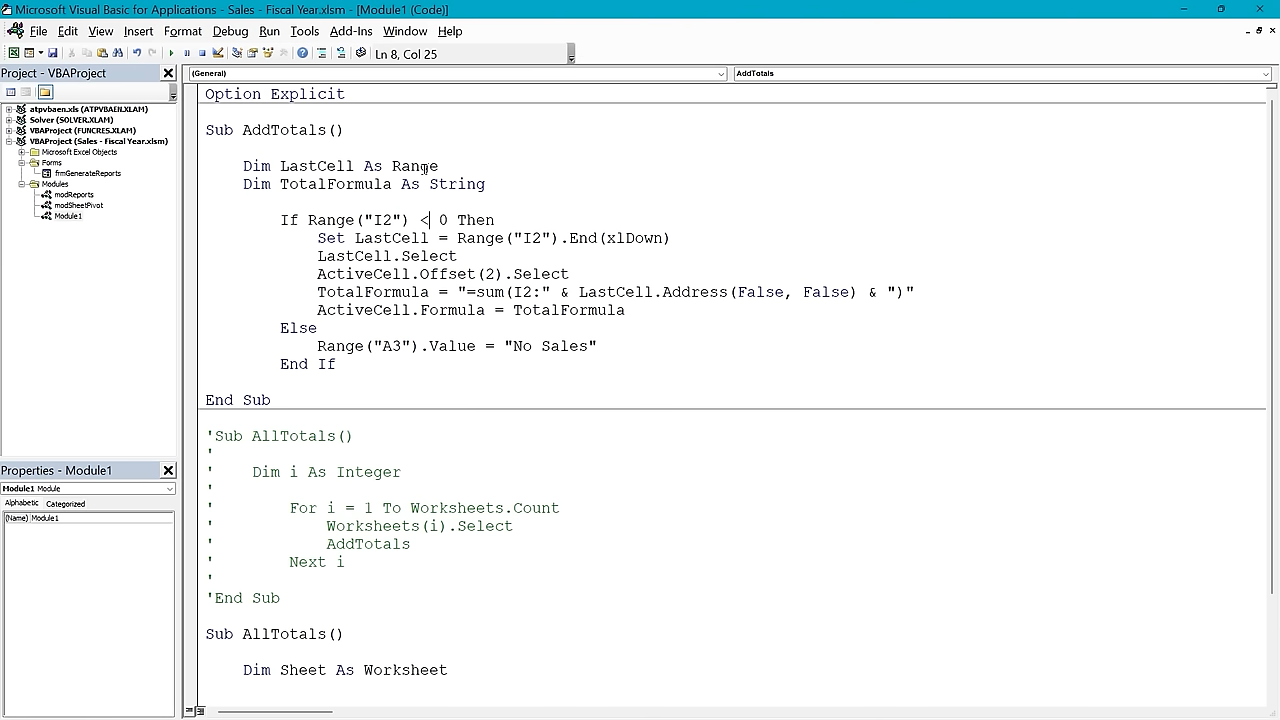 Microsoft Visual Basic for Applications - Sales - Fiscal Year.xlsm - [Module1 (Code)]
File Edit View Insert Format Debug Run Tools Add-Ins Window Help
Ln 8, Col 25
Project - VBAProject
(General)
AddTotals
atpvbaen.xls (ATPVBAEN.XLAM)
Solver (SOLVER.XLAM)
VBAProject (FUNCRES.XLAM)
VBAProject (Sales - Fiscal Year.xlsm)
Microsoft Excel Objects
Forms
frmGenerateReports
Modules
modReports
modSheetPivot
Module1
Properties - Module1
Module1 Module
Alphabetic Categorized
(Name) Module1
Option Explicit
Sub AddTotals()
Dim LastCell As Range
Dim TotalFormula As String
If Range("I2") < 0 Then
Set LastCell = Range("I2").End(xlDown)
LastCell.Select
ActiveCell.Offset(2).Select
TotalFormula = "=sum(I2:" & LastCell.Address(False, False) & ")"
ActiveCell.Formula = TotalFormula
Else
Range("A3").Value = "No Sales"
End If
End Sub
'Sub AllTotals()
'
' Dim i As Integer
'
' For i = 1 To Worksheets.Count
' Worksheets(i).Select
' AddTotals
' Next i
'
'End Sub
Sub AllTotals()
Dim Sheet As Worksheet